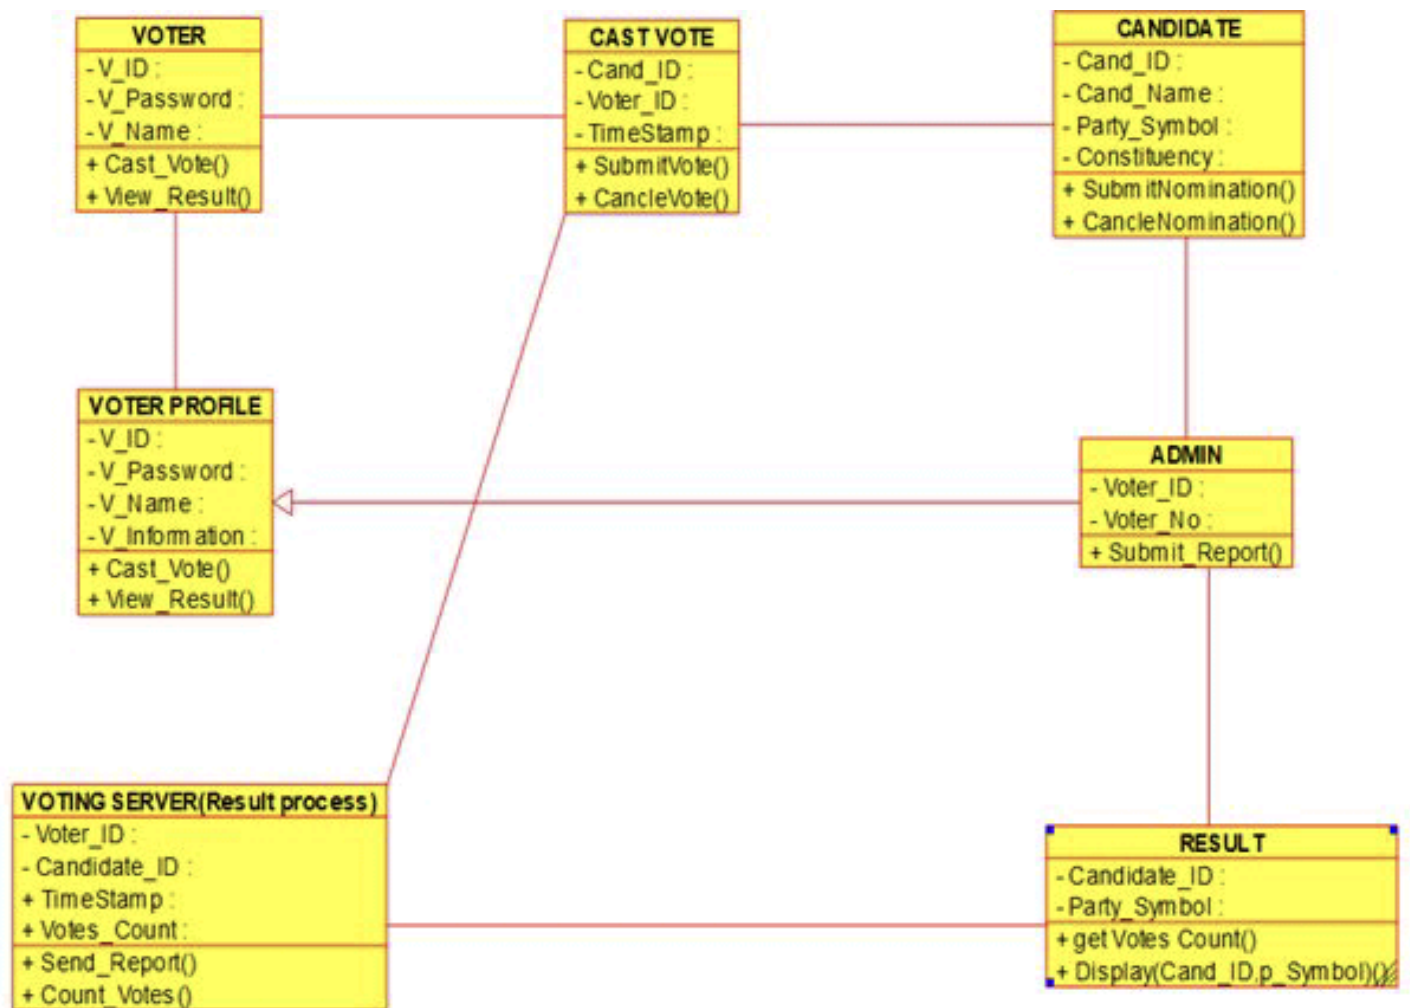 VOTER
- V_ID :
- V_Password :
- V_Name :
+ Cast_Vote()
+ View_Result()
CAST VOTE
- Cand_ID :
- Voter_ID :
- TimeStamp :
+ SubmitVote()
+ CancleVote()
CANDIDATE
- Cand_ID :
- Cand_Name :
- Party_Symbol :
- Constituency :
+ SubmitNomination()
+ CancleNomination()
VOTER PROFILE
- V_ID :
- V_Password :
- V_Name :
- V_Information :
+ Cast_Vote()
+ View_Result()
ADMIN
- Voter_ID :
- Voter_No :
+ Submit_Report()
VOTING SERVER(Result process)
- Voter_ID :
- Candidate_ID :
+ TimeStamp :
+ Votes_Count :
+ Send_Report()
+ Count_Votes()
RESULT
- Candidate_ID :
- Party_Symbol :
+ get Votes Count()
+ Display(Cand_ID,p_Symbol)()